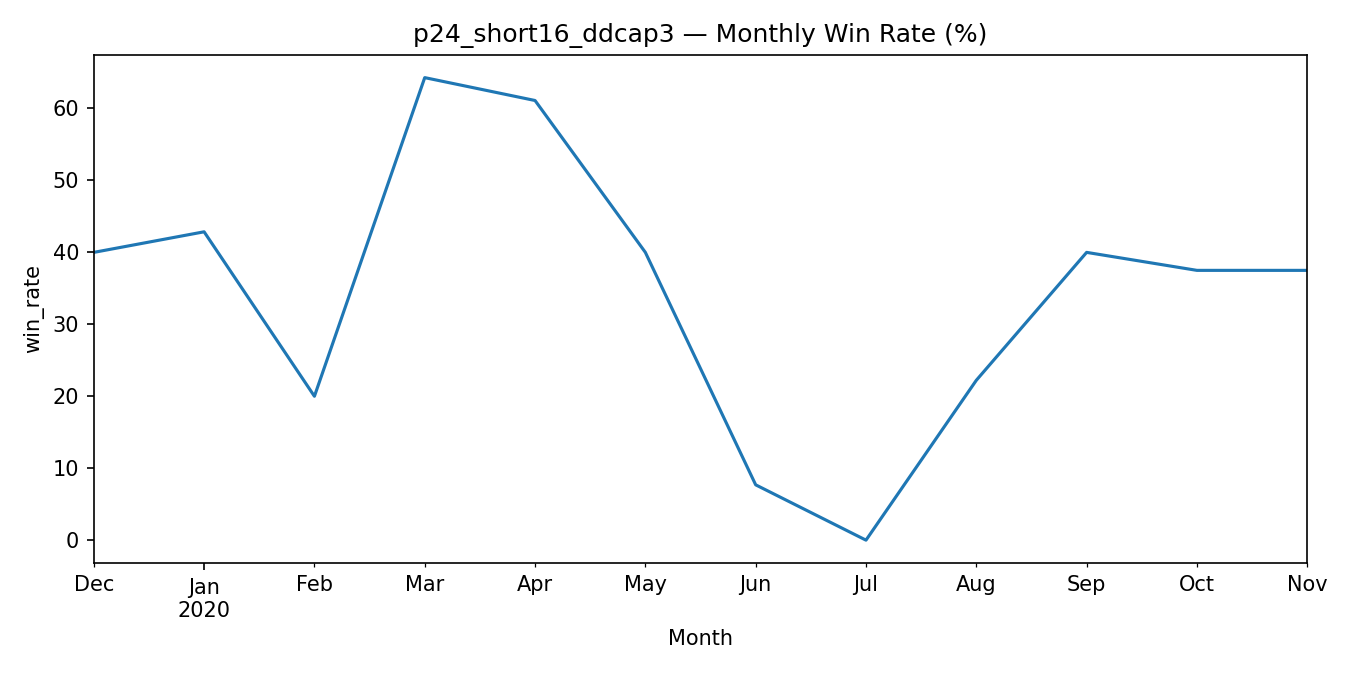 p24_short16_ddcap3 — Monthly Win Rate (%)
win_rate
60
50
40
30
20
10
0
Dec Jan Feb Mar Apr May Jun Jul Aug Sep Oct Nov
2020
Month